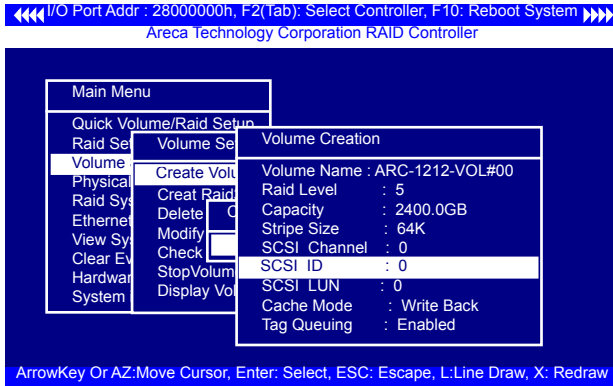 I/O Port Addr : 28000000h, F2(Tab): Select Controller, F10: Reboot System
Areca Technology Corporation RAID Controller
Main Menu
Quick Volume/Raid Setup
Raid Set
Volume
Physical
Raid Sys
Ethernet
View Sys
Clear Ev
Hardwar
System
Volume Se
Create Volu
Creat Raid
Delete
Modify
Check
StopVolum
Display Vol
C
Volume Creation
Volume Name : ARC-1212-VOL#00
Raid Level : 5
Capacity : 2400.0GB
Stripe Size : 64K
SCSI Channel : 0
SCSI ID : 0
SCSI LUN : 0
Cache Mode : Write Back
Tag Queuing : Enabled
ArrowKey Or AZ:Move Cursor, Enter: Select, ESC: Escape, L:Line Draw, X: Redraw